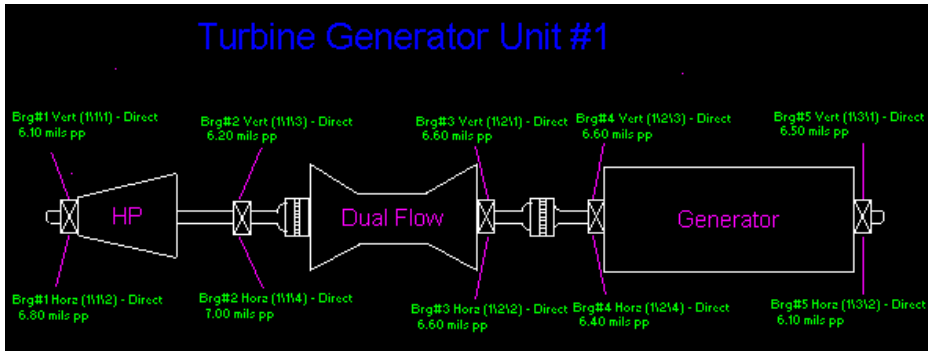 Turbine Generator Unit #1
Brg#1 Vert (1\1\1) - Direct
6.10 mils pp
Brg#2 Vert (1\1\3) - Direct
6.20 mils pp
Brg#3 Vert (1\2\1) - Direct
6.60 mils pp
Brg#4 Vert (1\2\3) - Direct
6.60 mils pp
Brg#5 Vert (1\3\1) - Direct
6.50 mils pp
HP
Dual Flow
Generator
Brg#1 Horz (1\1\2) - Direct
6.80 mils pp
Brg#2 Horz (1\1\4) - Direct
7.00 mils pp
Brg#3 Horz (1\2\2) - Direct
6.60 mils pp
Brg#4 Horz (1\2\4) - Direct
6.40 mils pp
Brg#5 Horz (1\3\2) - Direct
6.10 mils pp